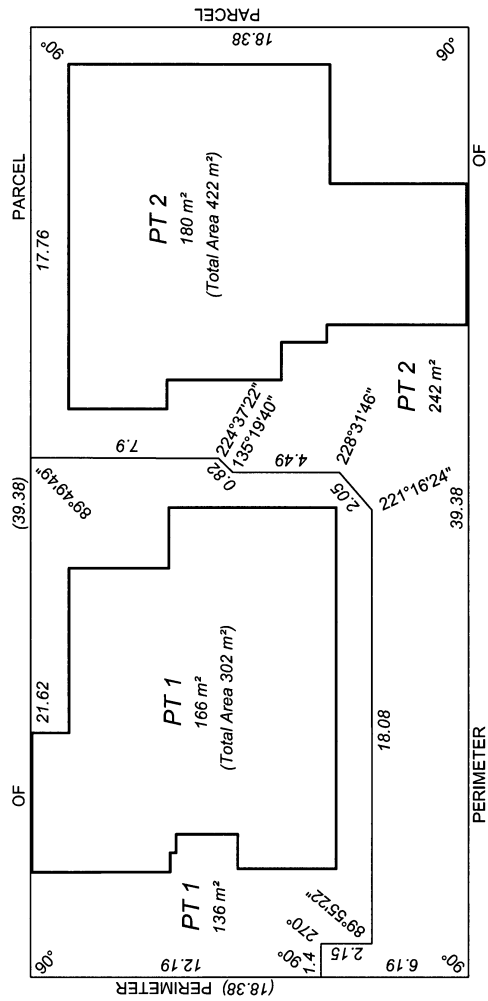 PARCEL
18.38
90°
90°
PARCEL
17.76
PT 2
180 m²
(Total Area 422 m²)
OF
PT 2
242 m²
7.9
224°37'22"
135°19'40"
0.82
4.49
228°31'46"
2.05
221°16'24"
(39.38)
89°49'49"
39.38
21.62
PT 1
166 m²
(Total Area 302 m²)
18.08
OF
PERIMETER
PT 1
136 m²
89°55'22"
270°
90°
12.19
90°
1.4
2.15
6.19
90°
(18.38) PERIMETER